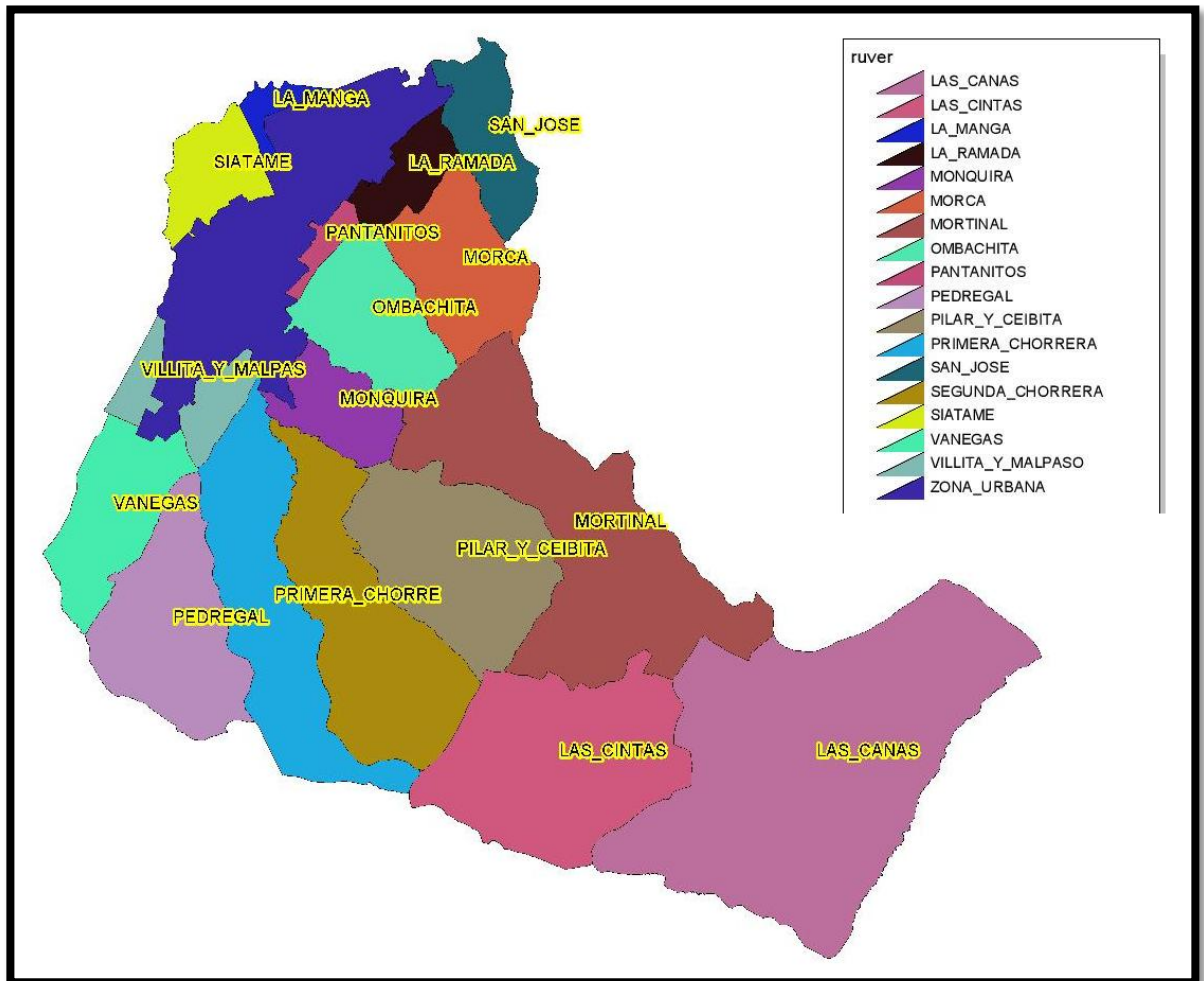 LA_MANGA
SAN_JOSE
SIATAME
LA_RAMADA
PANTANITOS
MORCA
OMBACHITA
VILLITA_Y_MALPAS
MONQUIRA
VANEGAS
MORTINAL
PILAR_Y_CEIBITA
PRIMERA_CHORRE
PEDREGAL
LAS_CINTAS
LAS_CANAS
ruver
LAS_CANAS
LAS_CINTAS
LA_MANGA
LA_RAMADA
MONQUIRA
MORCA
MORTINAL
OMBACHITA
PANTANITOS
PEDREGAL
PILAR_Y_CEIBITA
PRIMERA_CHORRERA
SAN_JOSE
SEGUNDA_CHORRERA
SIATAME
VANEGAS
VILLITA_Y_MALPASO
ZONA_URBANA